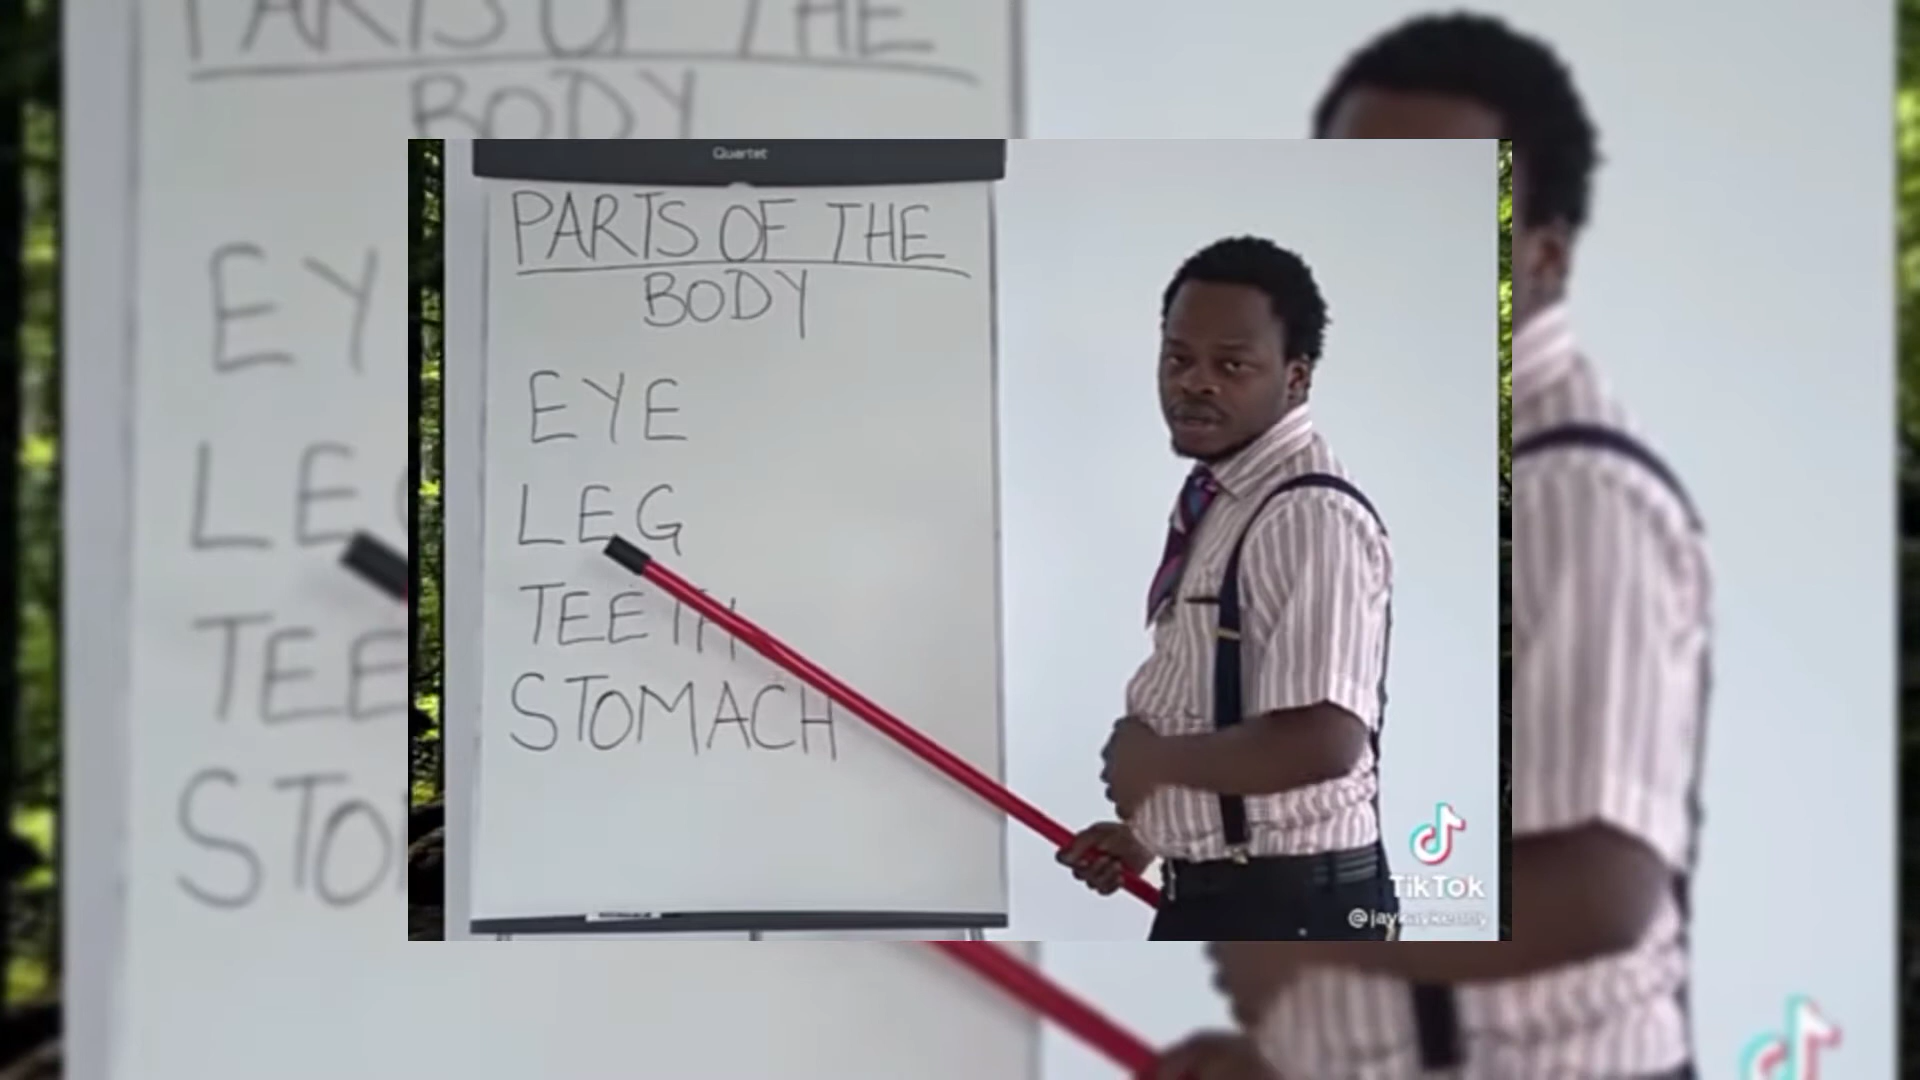 Quartet
PARTS OF THE
BODY
EYE
LEG
TEETH
STOMACH
TikTok